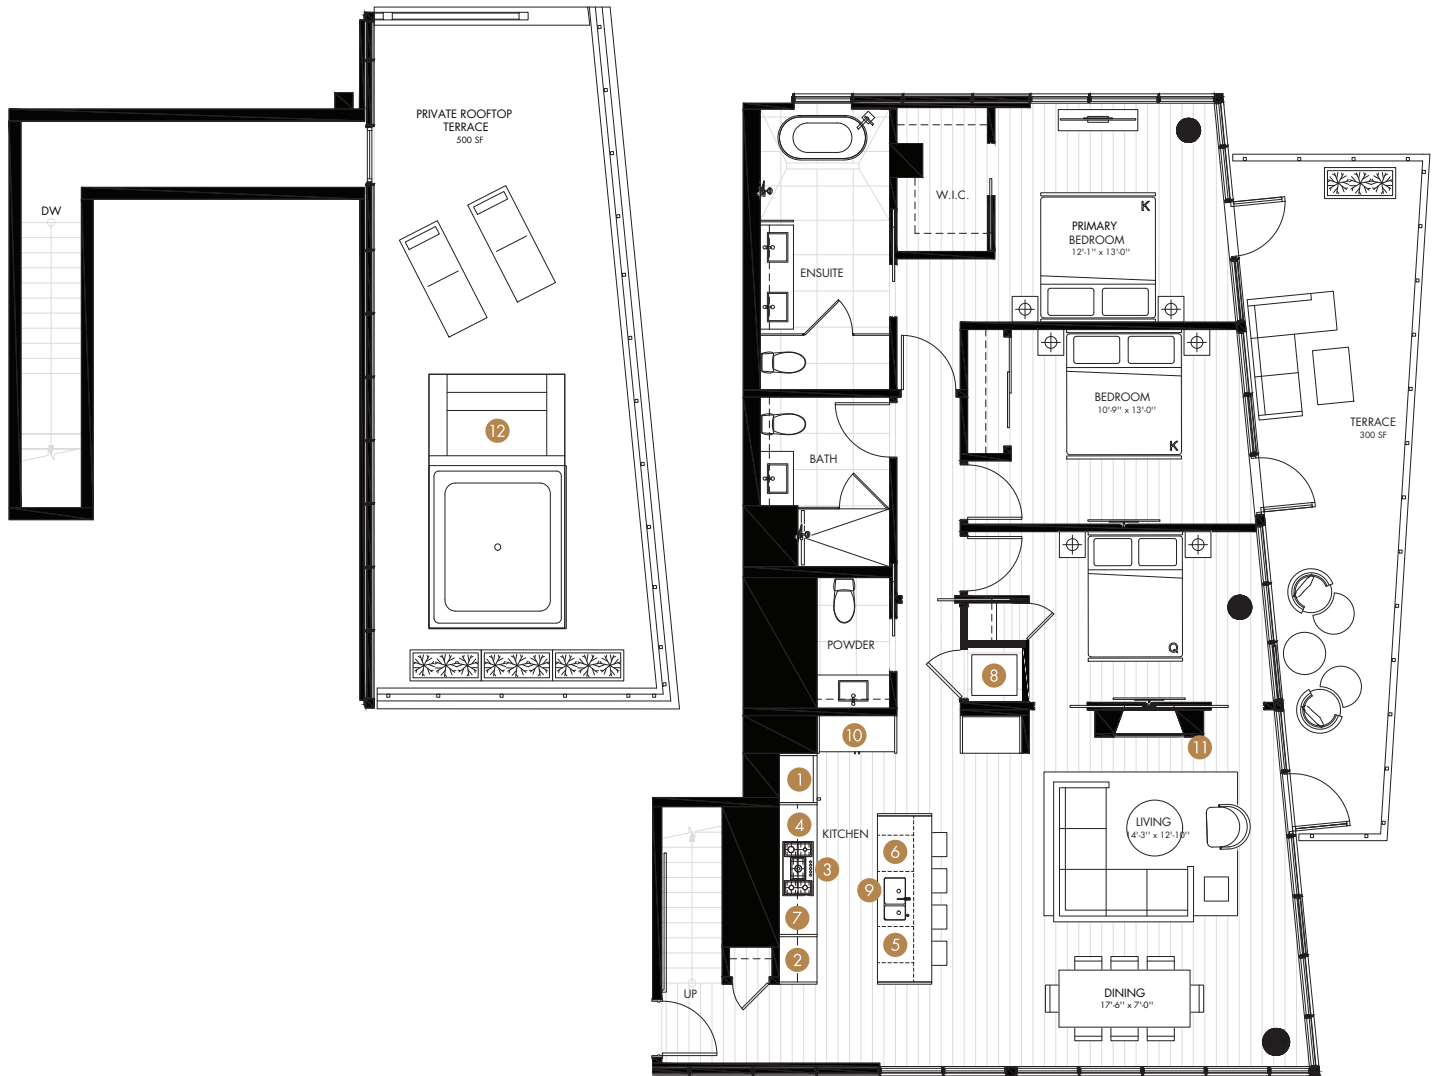 PRIVATE ROOFTOP
TERRACE
500 SF
DW
12
W.I.C.
K
PRIMARY
BEDROOM
12'-1" x 13'-0"
ENSUITE
BEDROOM
10'-9" x 13'-0"
K
TERRACE
300 SF
BATH
POWDER
Q
8
10
11
1
4
KITCHEN
3
7
2
6
9
5
LIVING
14'-3" x 12'-10"
UP
DINING
17'-6" x 7'-0"